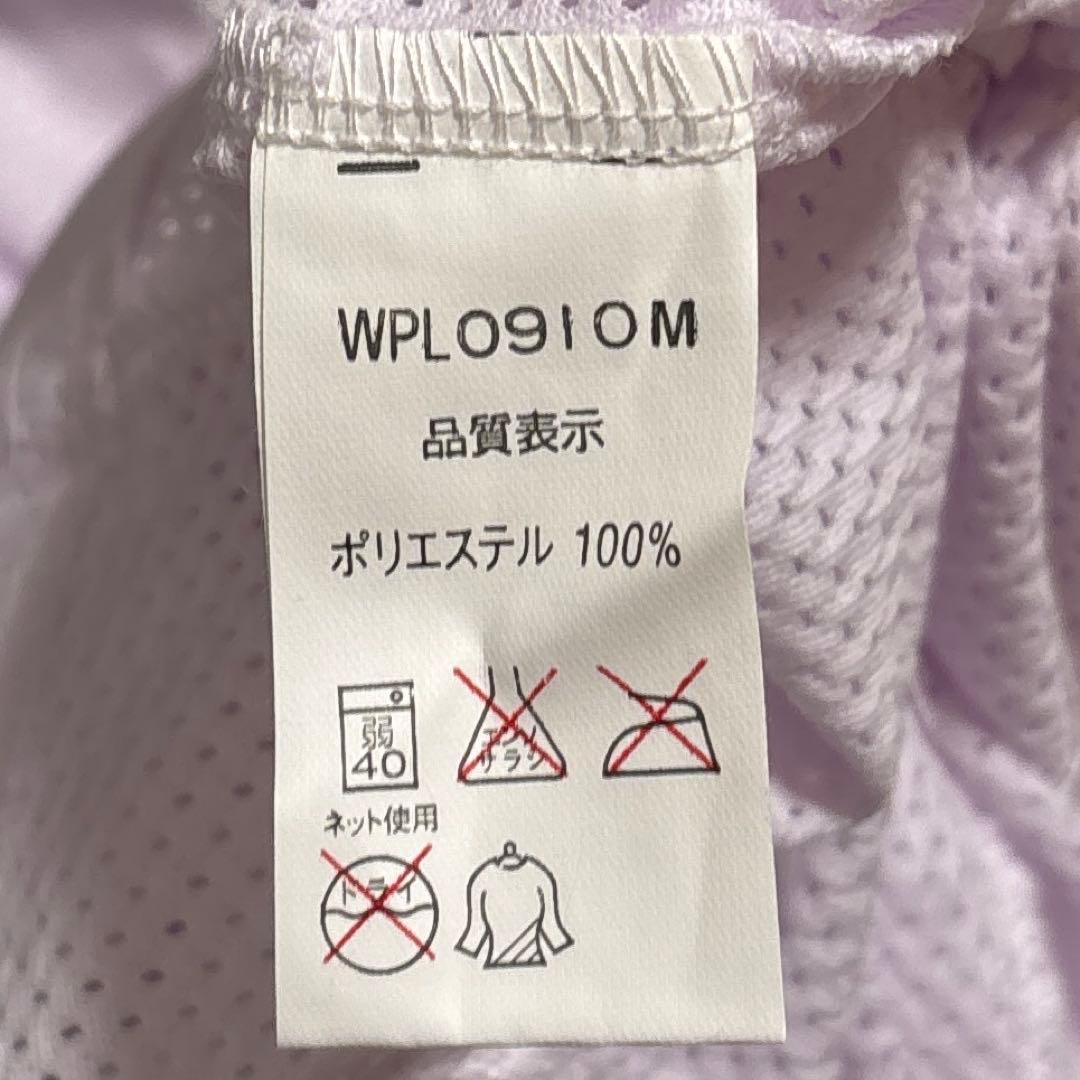 WPL0910M
品質表示
ポリエステル 100%
弱
40
エンソ
サラシ
ネット使用
ドライ